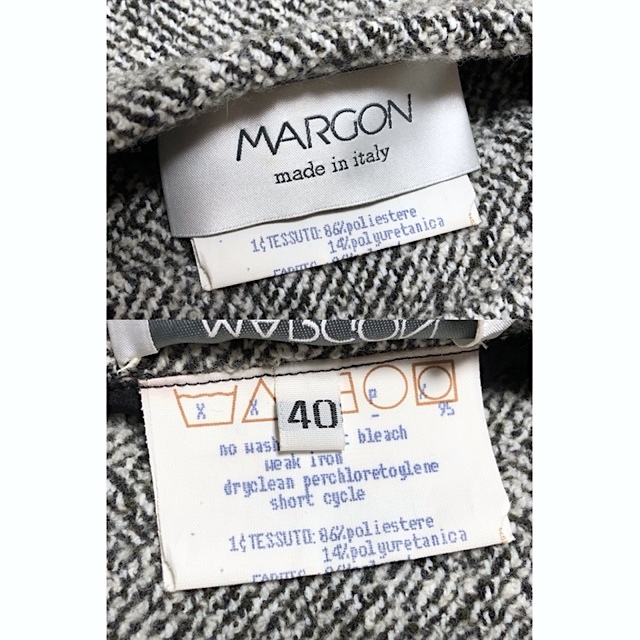 MARGON
made in italy
1¢TESSUTO: 86%poliestere
14%polyuretanica
MARGON
X X X
95
40
no wash bleach
weak iron
dryclean perchloretoylene
short cycle
1¢TESSUTO: 86%poliestere
14%polyuretanica